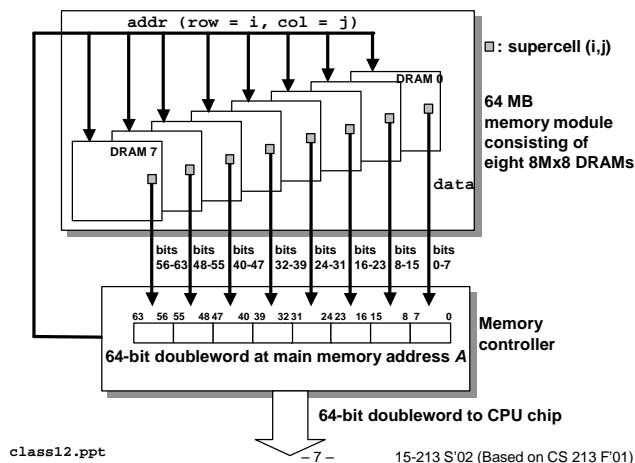 addr (row = i, col = j)
: supercell (i,j)
DRAM 0
64 MB
memory module
consisting of
eight 8Mx8 DRAMs
DRAM 7
data
bits
56-63
bits
48-55
bits
40-47
bits
32-39
bits
24-31
bits
16-23
bits
8-15
bits
0-7
63 56 55 48 47 40 39 32 31 24 23 16 15 8 7 0
64-bit doubleword at main memory address A
Memory
controller
64-bit doubleword to CPU chip
class12.ppt
– 7 –
15-213 S'02 (Based on CS 213 F'01)